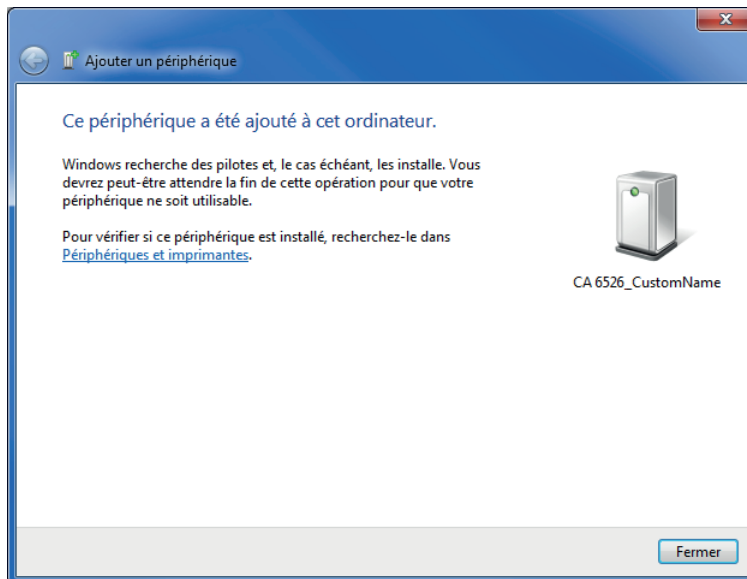 Ajouter un périphérique
Ce périphérique a été ajouté à cet ordinateur.
Windows recherche des pilotes et, le cas échéant, les installe. Vous
devrez peut-être attendre la fin de cette opération pour que votre
périphérique ne soit utilisable.
Pour vérifier si ce périphérique est installé, recherchez-le dans
Périphériques et imprimantes.
CA 6526_CustomName
Fermer